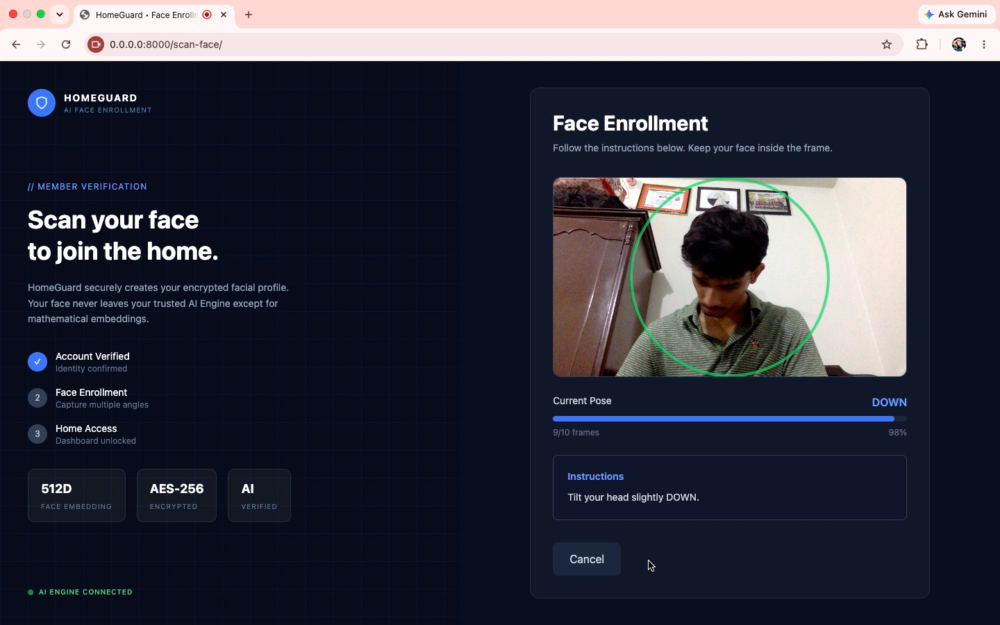 HomeGuard • Face Enrolln
Ask Gemini
0.0.0.0:8000/scan-face/
HOMEGUARD
AI FACE ENROLLMENT
// MEMBER VERIFICATION
Scan your face
to join the home.
HomeGuard securely creates your encrypted facial profile.
Your face never leaves your trusted AI Engine except for
mathematical embeddings.
Account Verified
Identity confirmed
2
Face Enrollment
Capture multiple angles
3
Home Access
Dashboard unlocked
512D
FACE EMBEDDING
AES-256
ENCRYPTED
AI
VERIFIED
AI ENGINE CONNECTED
Face Enrollment
Follow the instructions below. Keep your face inside the frame.
Current Pose
DOWN
9/10 frames
98%
Instructions
Tilt your head slightly DOWN.
Cancel